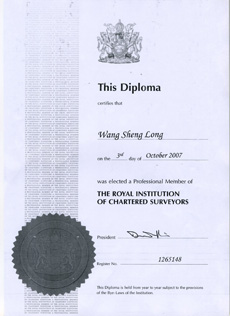 This Diploma
certifies that
Wang Sheng Long
on the 3rd day of October 2007
was elected a Professional Member of
THE ROYAL INSTITUTION
OF CHARTERED SURVEYORS
President
Register No. 1265148
This Diploma is held from year to year subject to the provisions
of the Bye-Laws of the Institution.